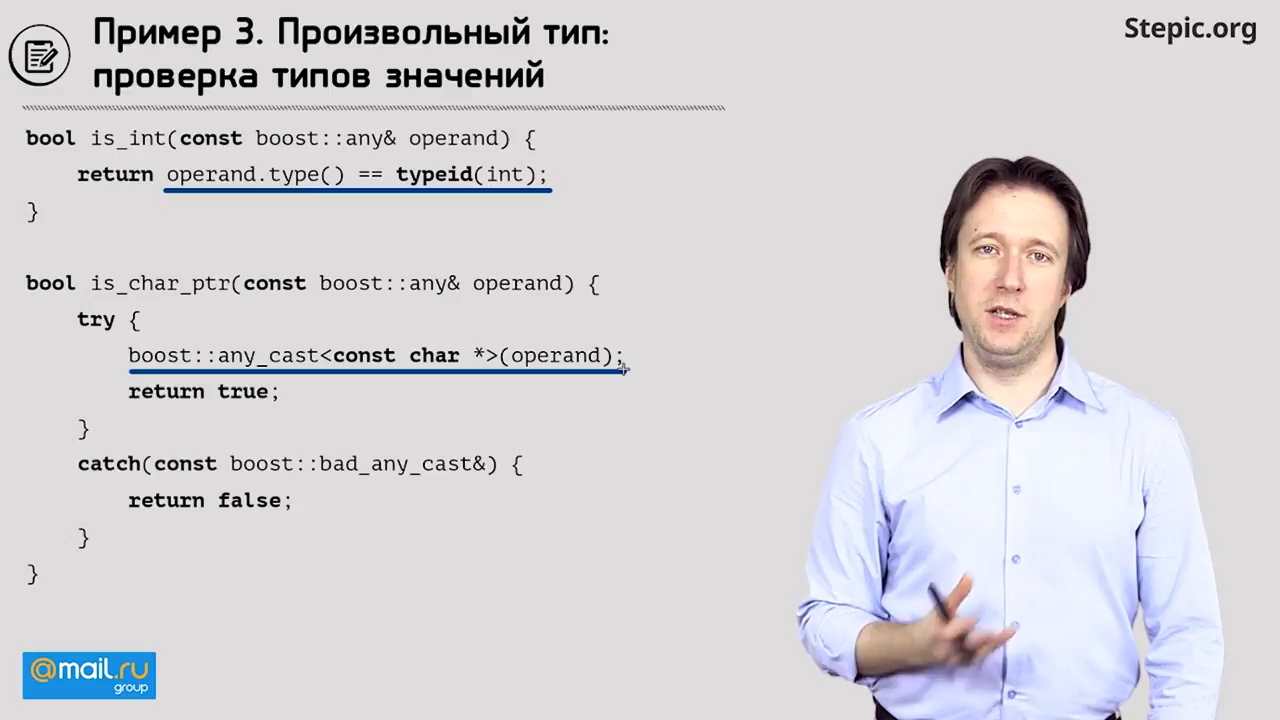 Пример 3. Произвольный тип:
проверка типов значений
Stepic.org
bool is_int(const boost::any& operand) {
return operand.type() == typeid(int);
}
bool is_char_ptr(const boost::any& operand) {
try {
boost::any_cast<const char *>(operand);
return true;
}
catch(const boost::bad_any_cast&) {
return false;
}
}
@mail.ru
group